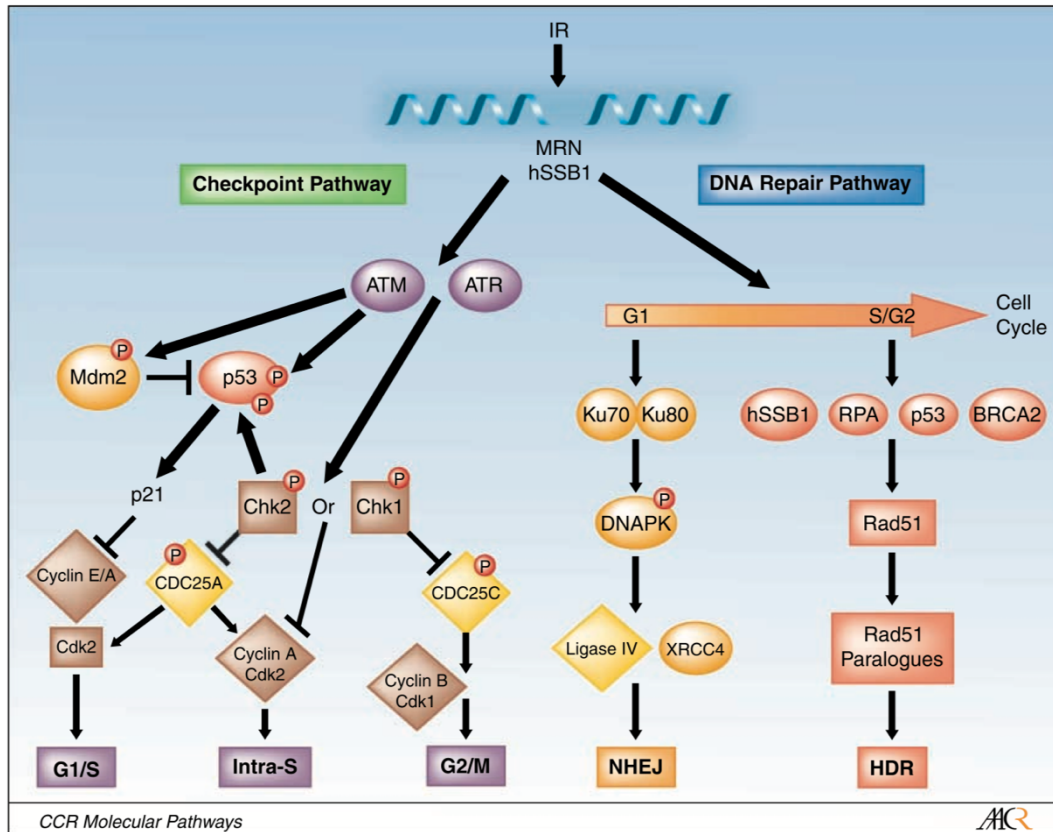 IR
MRN
hSSB1
Checkpoint Pathway
DNA Repair Pathway
ATM
ATR
G1
S/G2
Cell
Cycle
P
Mdm2
p53
P
P
Ku70
Ku80
hSSB1
RPA
p53
BRCA2
p21
P
Chk2
Or
P
Chk1
P
DNAPK
Rad51
Cyclin E/A
P
CDC25A
P
CDC25C
Cdk2
Cyclin A
Cdk2
Cyclin B
Cdk1
Ligase IV
XRCC4
Rad51
Paralogues
G1/S
Intra-S
G2/M
NHEJ
HDR
CCR Molecular Pathways
AACR